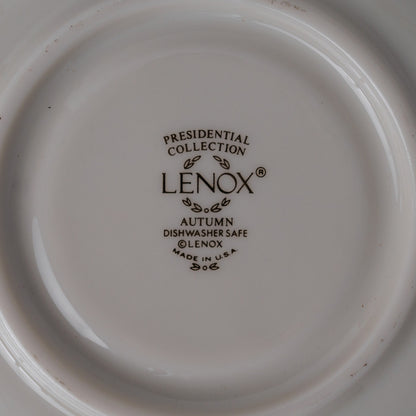 PRESIDENTIAL
COLLECTION
LENOX®
AUTUMN
DISHWASHER SAFE
©LENOX
MADE IN U.S.A.